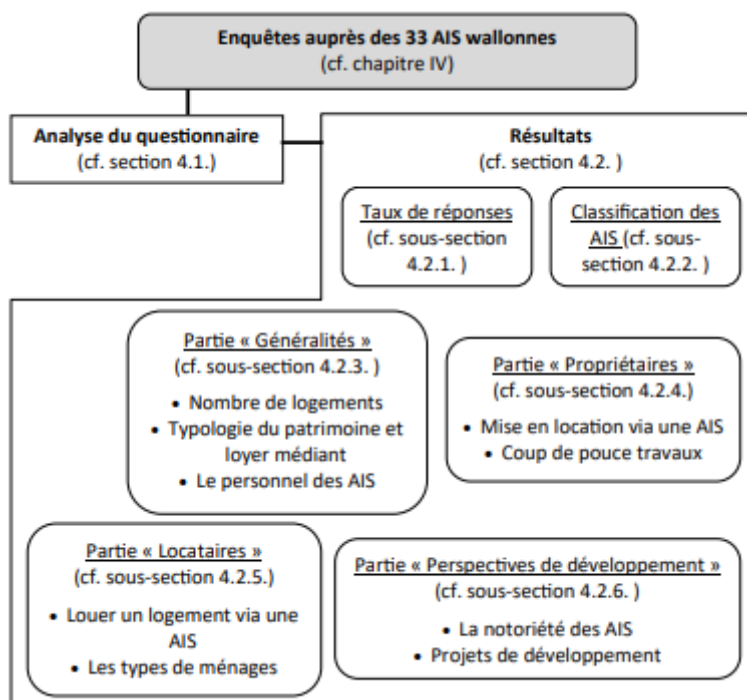 Enquêtes auprès des 33 AIS wallonnes
(cf. chapitre IV)
Analyse du questionnaire
(cf. section 4.1.)
Résultats
(cf. section 4.2. )
Taux de réponses
(cf. sous-section
4.2.1. )
Classification des
AIS (cf. sous-
section 4.2.2. )
Partie « Généralités »
(cf. sous-section 4.2.3. )
• Nombre de logements
• Typologie du patrimoine et
loyer médiant
• Le personnel des AIS
Partie « Propriétaires »
(cf. sous-section 4.2.4.)
• Mise en location via une AIS
• Coup de pouce travaux
Partie « Locataires »
(cf. sous-section 4.2.5.)
• Louer un logement via une
AIS
• Les types de ménages
Partie « Perspectives de développement »
(cf. sous-section 4.2.6. )
• La notoriété des AIS
• Projets de développement